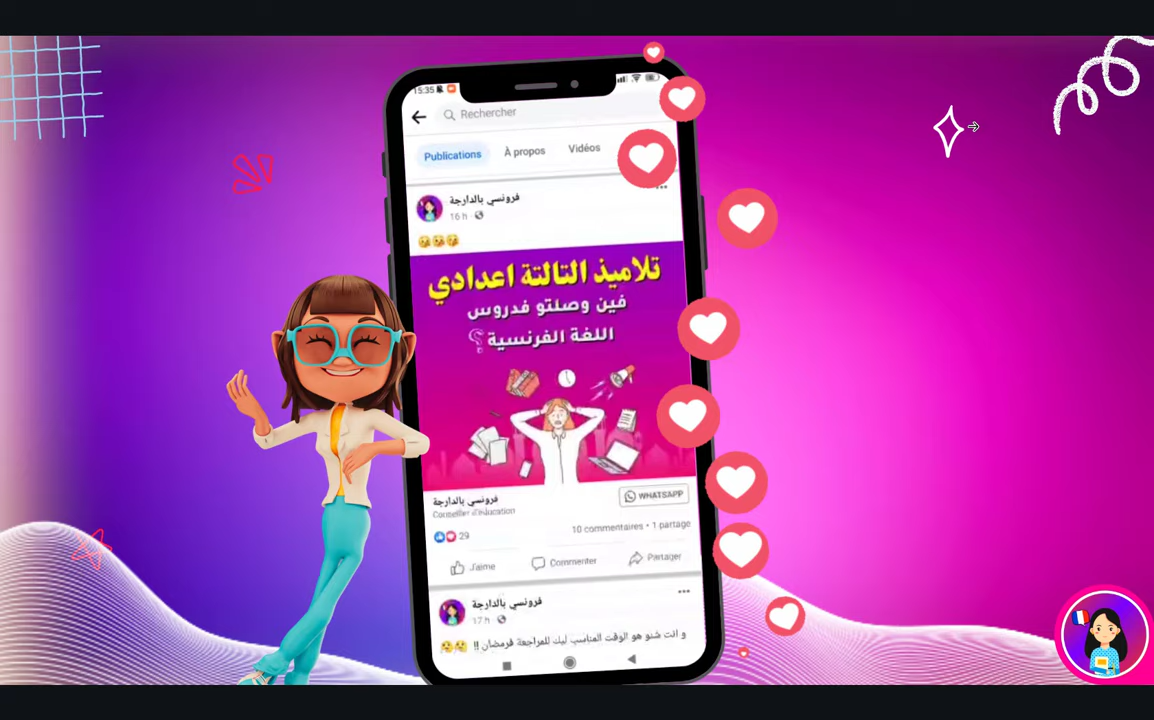 15:35
Rechercher
Publications
À propos
Vidéos
فرونسي بالدارجة
16 h
تلاميذ التالتة اعدادي
فين وصلتو فدروس
اللغة الفرنسية؟
فرونسي بالدارجة
Conseiller d'éducation
WHATSAPP
29
10 commentaires • 1 partage
J'aime
Commenter
Partager
فرونسي بالدارجة
17 h
و انت شنو هو الوقت المناسب ليك للمراجعة فرمضان !!